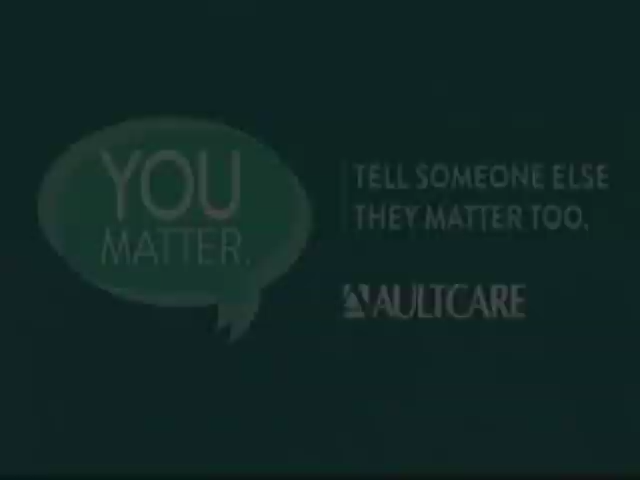 YOU
MATTER.
TELL SOMEONE ELSE
THEY MATTER TOO.
AULTCARE